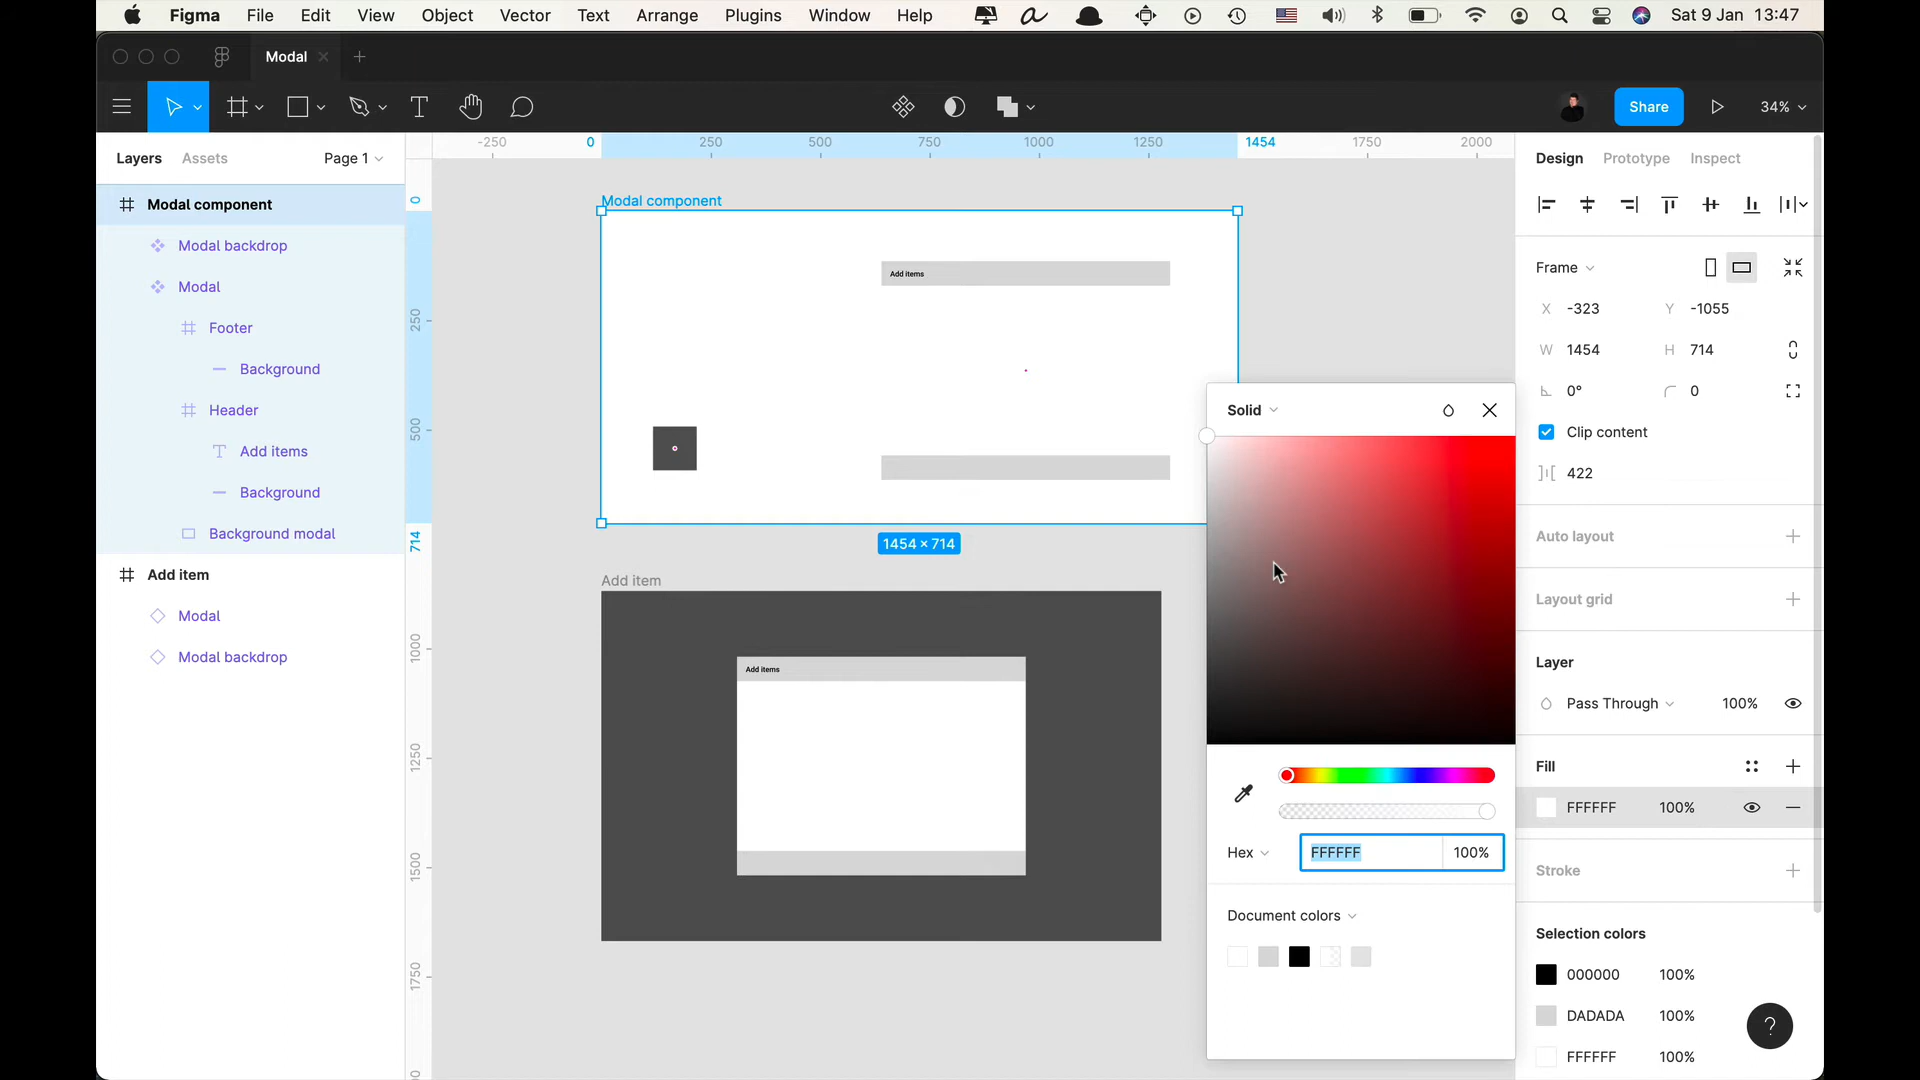 Figma File Edit View Object Vector Text Arrange Plugins Window Help Sat 9 Jan 13:47
Modal
Share 34%
Layers Assets Page 1
-250 0 250 500 750 1000 1250 1454 1750 2000
Design Prototype Inspect
Modal component
Modal backdrop
Modal
Footer
Background
Header
Add items
Background
Background modal
Add item
Modal
Modal backdrop
0
250
500
714
1000
1250
1500
1750
Modal component
Add items
1454 × 714
Add item
Add items
Solid
Hex FFFFFF 100%
Document colors
Frame
X -323 Y -1055
W 1454 H 714
0° 0
Clip content
422
Auto layout
Layout grid
Layer
Pass Through 100%
Fill
FFFFFF 100%
Stroke
Selection colors
000000 100%
DADADA 100%
FFFFFF 100%
?